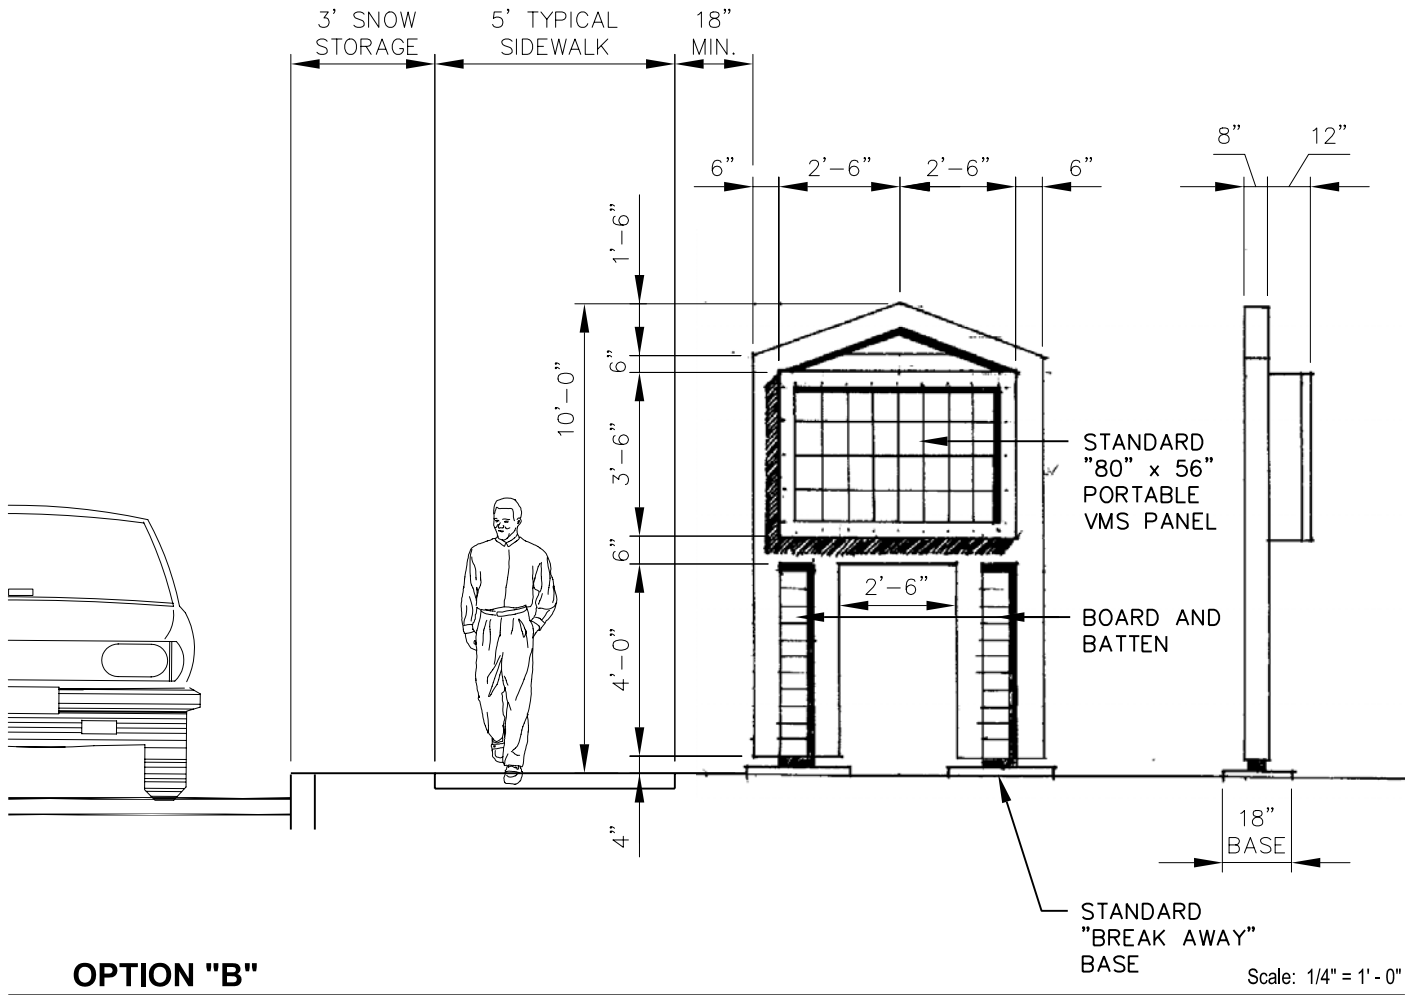 3' SNOW
STORAGE
5' TYPICAL
SIDEWALK
18"
MIN.
6"
2'-6"
2'-6"
6"
8"
12"
1'-6"
6"
10'-0"
3'-6"
6"
4'-0"
4"
2'-6"
STANDARD
"80" x 56"
PORTABLE
VMS PANEL
BOARD AND
BATTEN
18"
BASE
STANDARD
"BREAK AWAY"
BASE
OPTION "B"
Scale: 1/4" = 1' - 0"